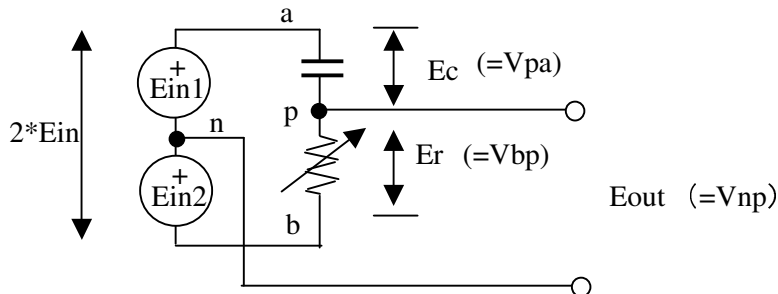 a
+
Ein1
Ec (=Vpa)
p
2*Ein
n
Er (=Vbp)
+
Ein2
Eout （=Vnp)
b